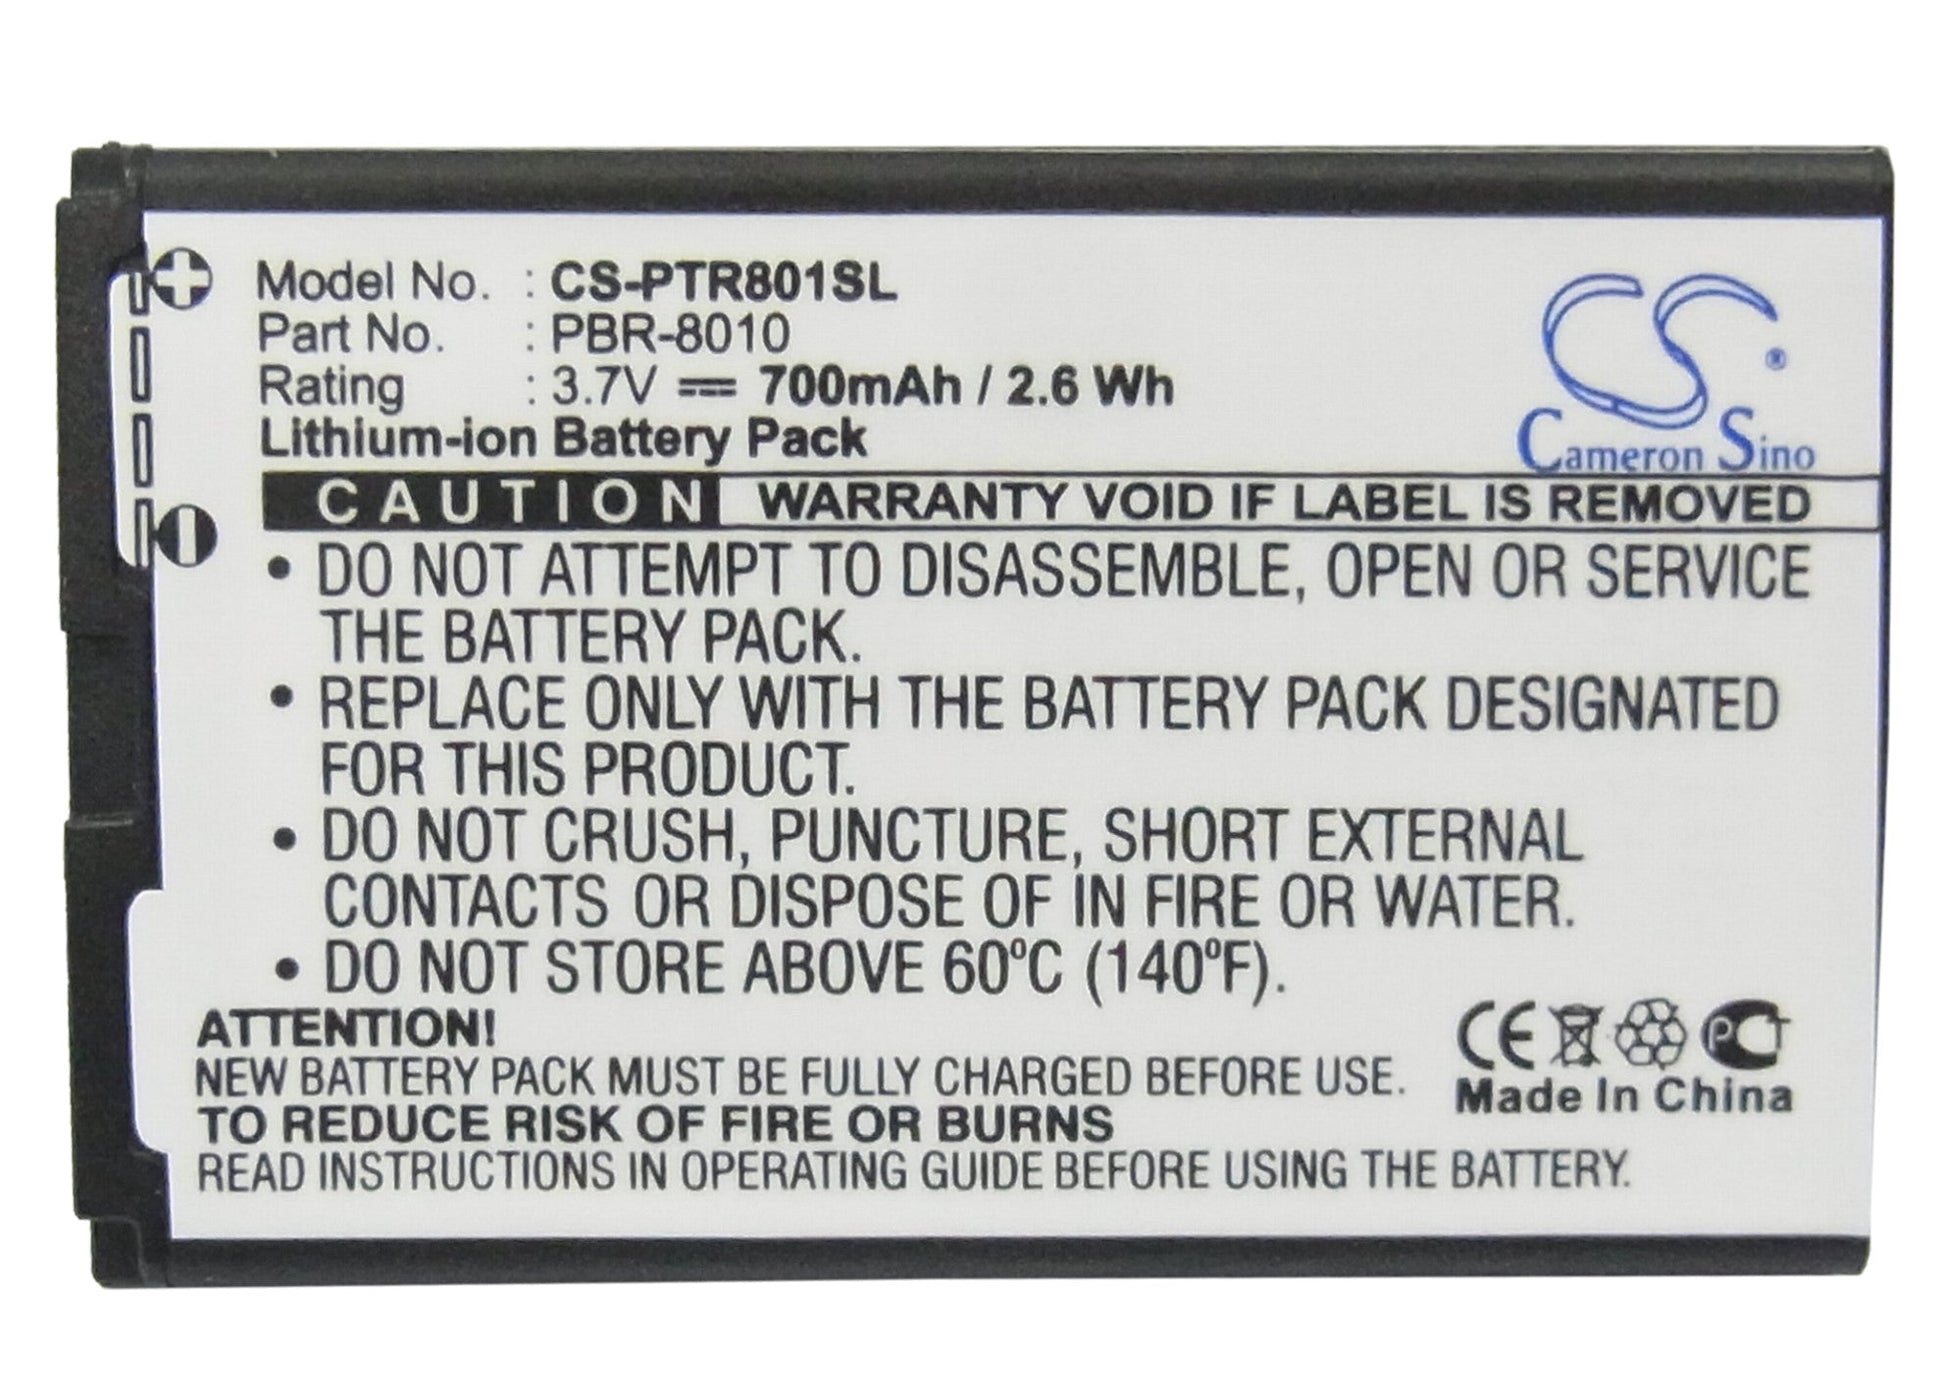 Model No. : CS-PTR801SL
Part No. : PBR-8010
Rating : 3.7V ⎓ 700mAh / 2.6 Wh
Lithium-ion Battery Pack
CS ®
Cameron Sino
CAUTION WARRANTY VOID IF LABEL IS REMOVED
• DO NOT ATTEMPT TO DISASSEMBLE, OPEN OR SERVICE
THE BATTERY PACK.
• REPLACE ONLY WITH THE BATTERY PACK DESIGNATED
FOR THIS PRODUCT.
• DO NOT CRUSH, PUNCTURE, SHORT EXTERNAL
CONTACTS OR DISPOSE OF IN FIRE OR WATER.
• DO NOT STORE ABOVE 60ºC (140ºF).
ATTENTION!
NEW BATTERY PACK MUST BE FULLY CHARGED BEFORE USE.
TO REDUCE RISK OF FIRE OR BURNS
READ INSTRUCTIONS IN OPERATING GUIDE BEFORE USING THE BATTERY.
CE PCT
Made In China